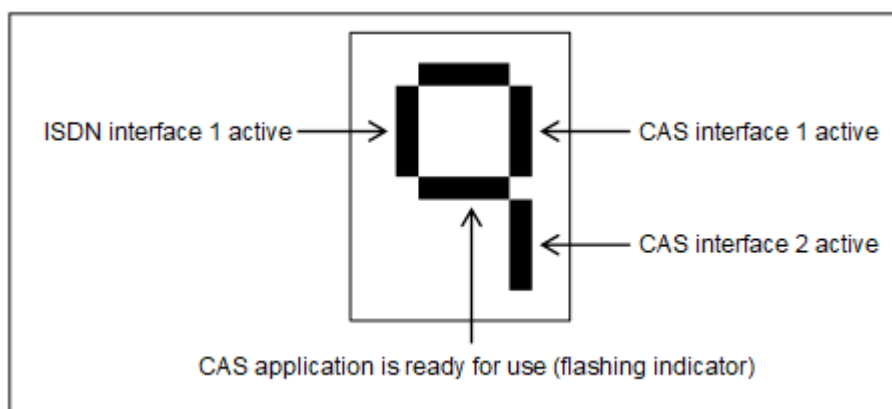 ISDN interface 1 active
CAS interface 1 active
CAS interface 2 active
CAS application is ready for use (flashing indicator)